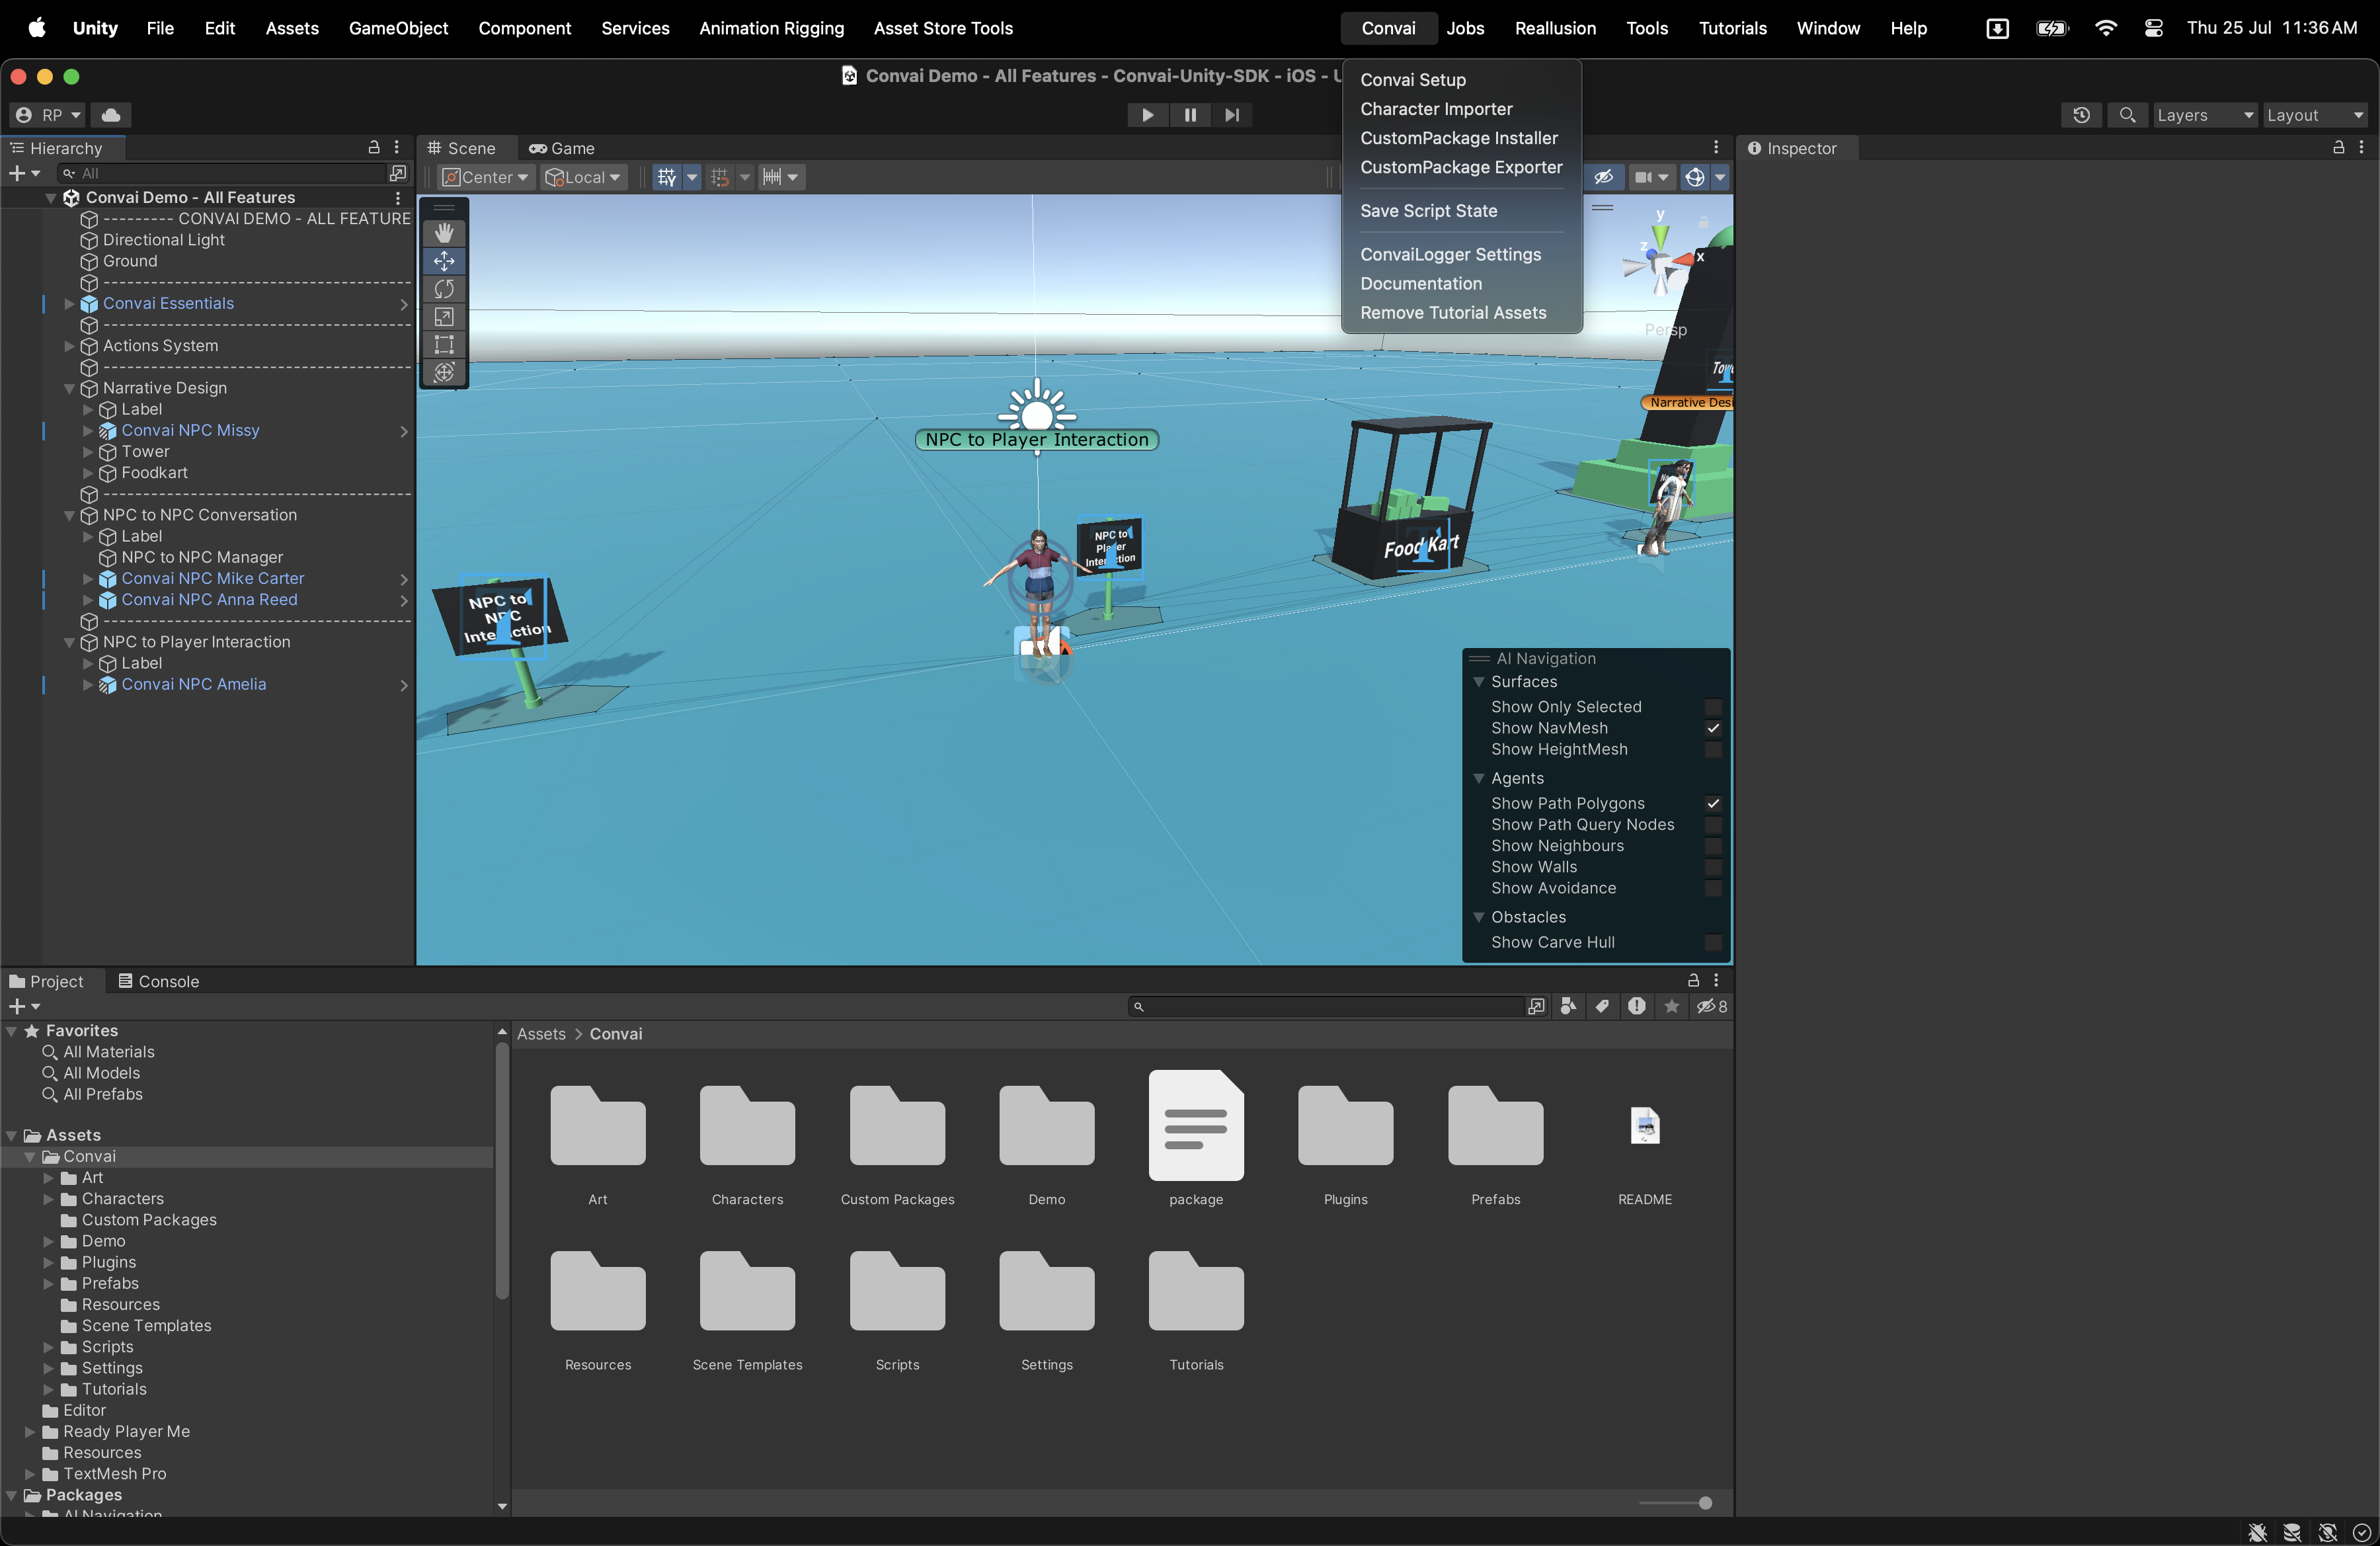 Unity File Edit Assets GameObject Component Services Animation Rigging Asset Store Tools Convai Jobs Reallusion Tools Tutorials Window Help Thu 25 Jul 11:36 AM
Convai Demo - All Features - Convai-Unity-SDK - iOS - U
Convai Setup
Character Importer
CustomPackage Installer
CustomPackage Exporter
Save Script State
ConvaiLogger Settings
Documentation
Remove Tutorial Assets
RP
Layers
Layout
Hierarchy
All
Convai Demo - All Features
--------- CONVAI DEMO - ALL FEATURE
Directional Light
Ground
Convai Essentials
Actions System
Narrative Design
Label
Convai NPC Missy
Tower
Foodkart
NPC to NPC Conversation
Label
NPC to NPC Manager
Convai NPC Mike Carter
Convai NPC Anna Reed
NPC to Player Interaction
Label
Convai NPC Amelia
Scene
Game
Center
Local
y
z
x
Persp
Tow
Narrative Desi
NPC to Player Interaction
NPC to
Player
Interaction
Food Kart
NPC to
NPC
Interaction
AI Navigation
Surfaces
Show Only Selected
Show NavMesh
Show HeightMesh
Agents
Show Path Polygons
Show Path Query Nodes
Show Neighbours
Show Walls
Show Avoidance
Obstacles
Show Carve Hull
Inspector
Project
Console
8
Favorites
All Materials
All Models
All Prefabs
Assets
Convai
Art
Characters
Custom Packages
Demo
Plugins
Prefabs
Resources
Scene Templates
Scripts
Settings
Tutorials
Editor
Ready Player Me
Resources
TextMesh Pro
Packages
AI Navigation
Assets > Convai
Art
Characters
Custom Packages
Demo
package
Plugins
Prefabs
README
Resources
Scene Templates
Scripts
Settings
Tutorials